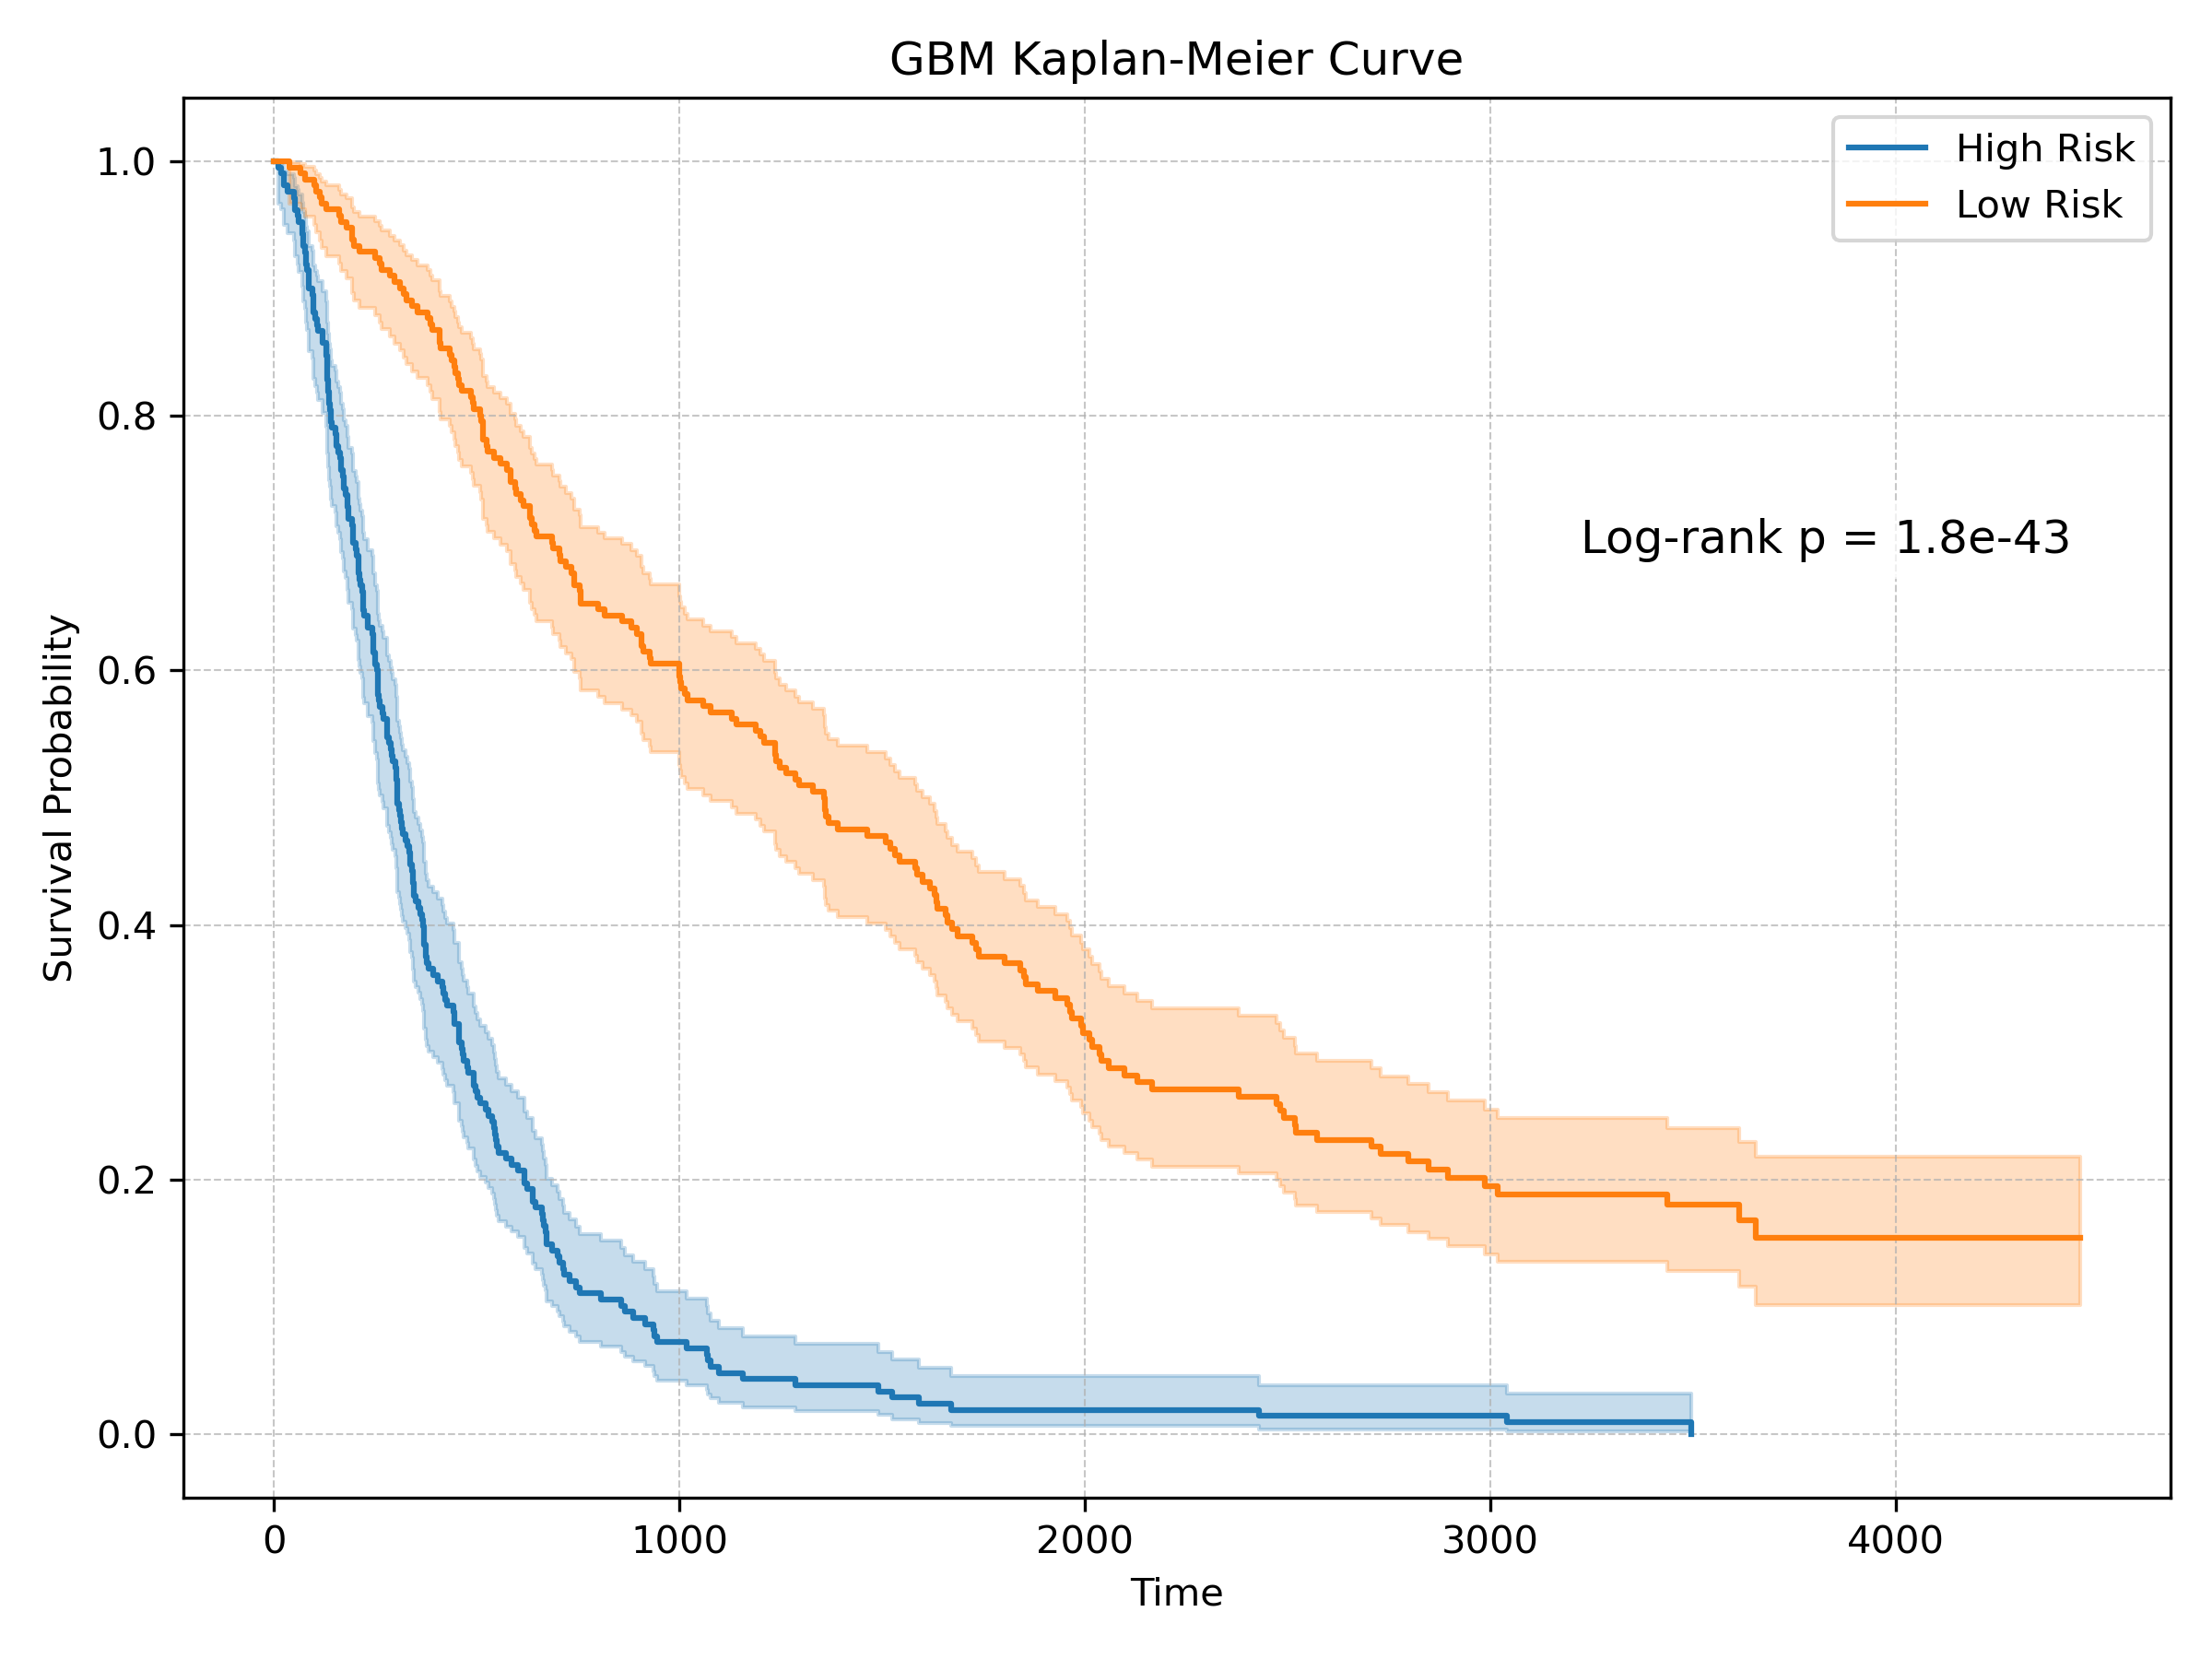 GBM Kaplan-Meier Curve
High Risk
Low Risk
Log-rank p = 1.8e-43
Survival Probability
1.0
0.8
0.6
0.4
0.2
0.0
0 1000 2000 3000 4000
Time